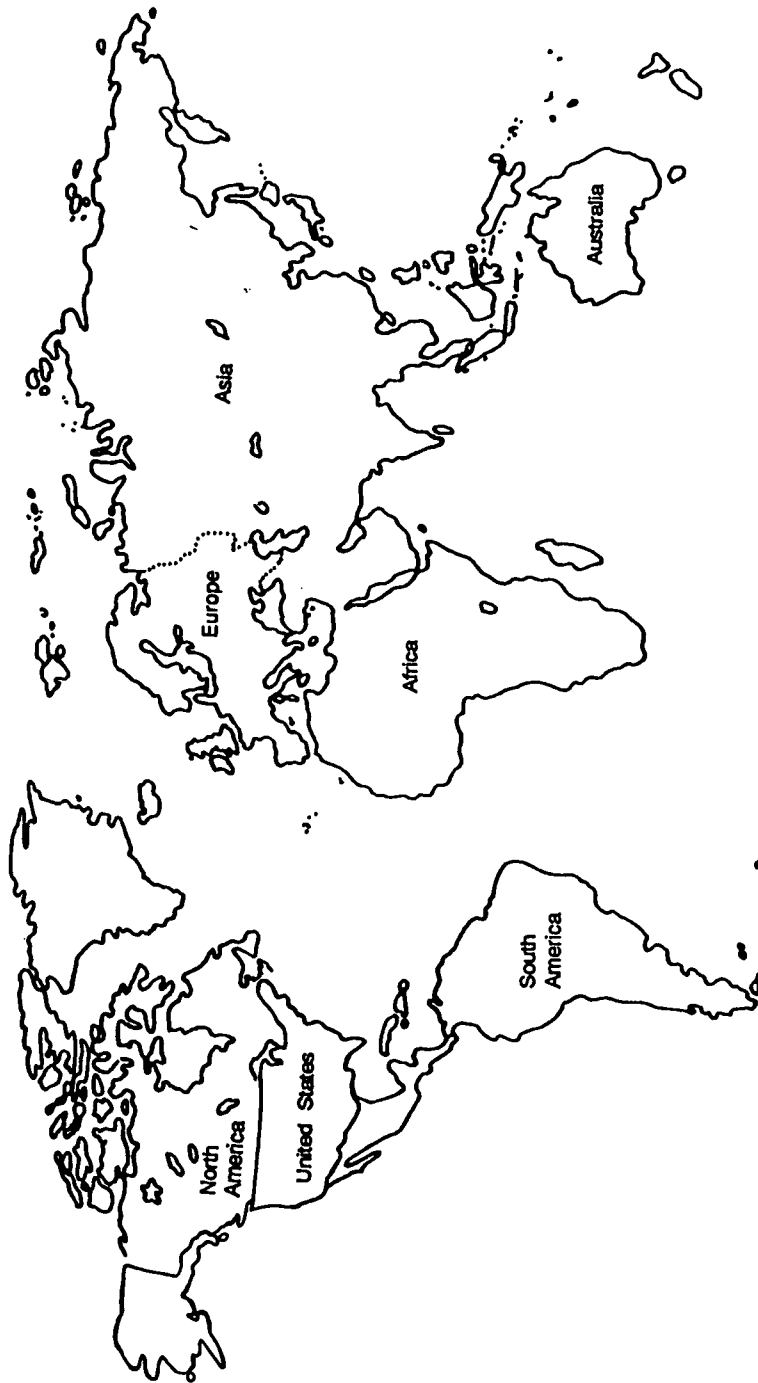 North
America
United States
South
America
Europe
Africa
Asia
Australia